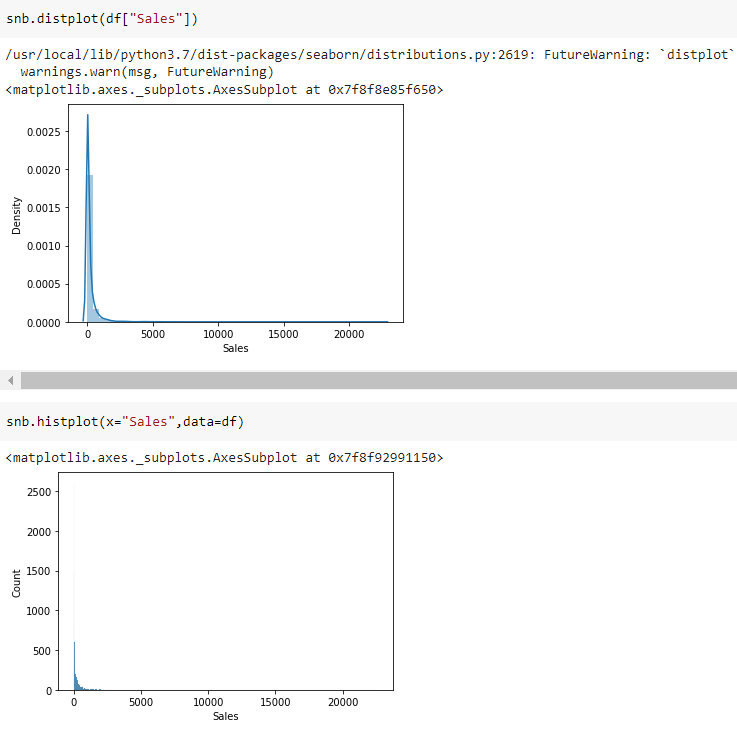 snb.distplot(df["Sales"])
/usr/local/lib/python3.7/dist-packages/seaborn/distributions.py:2619: FutureWarning: `distplot`
warnings.warn(msg, FutureWarning)
<matplotlib.axes._subplots.AxesSubplot at 0x7f8f8e85f650>
0.0025
0.0020
0.0015
0.0010
0.0005
0.0000
Density
0 5000 10000 15000 20000
Sales
snb.histplot(x="Sales",data=df)
<matplotlib.axes._subplots.AxesSubplot at 0x7f8f92991150>
2500
2000
1500
1000
500
0
Count
0 5000 10000 15000 20000
Sales